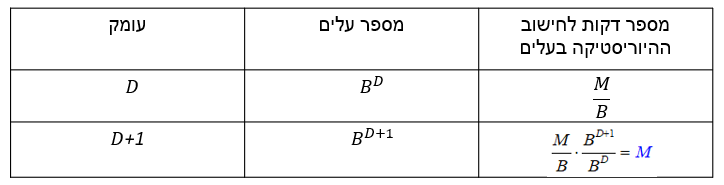 מספר דקות לחישוב ההיוריסטיקה בעלים	מספר עלים	עומק
M/B	B^D	D
M/B · B^{D+1}/B^D = M	B^{D+1}	D+1